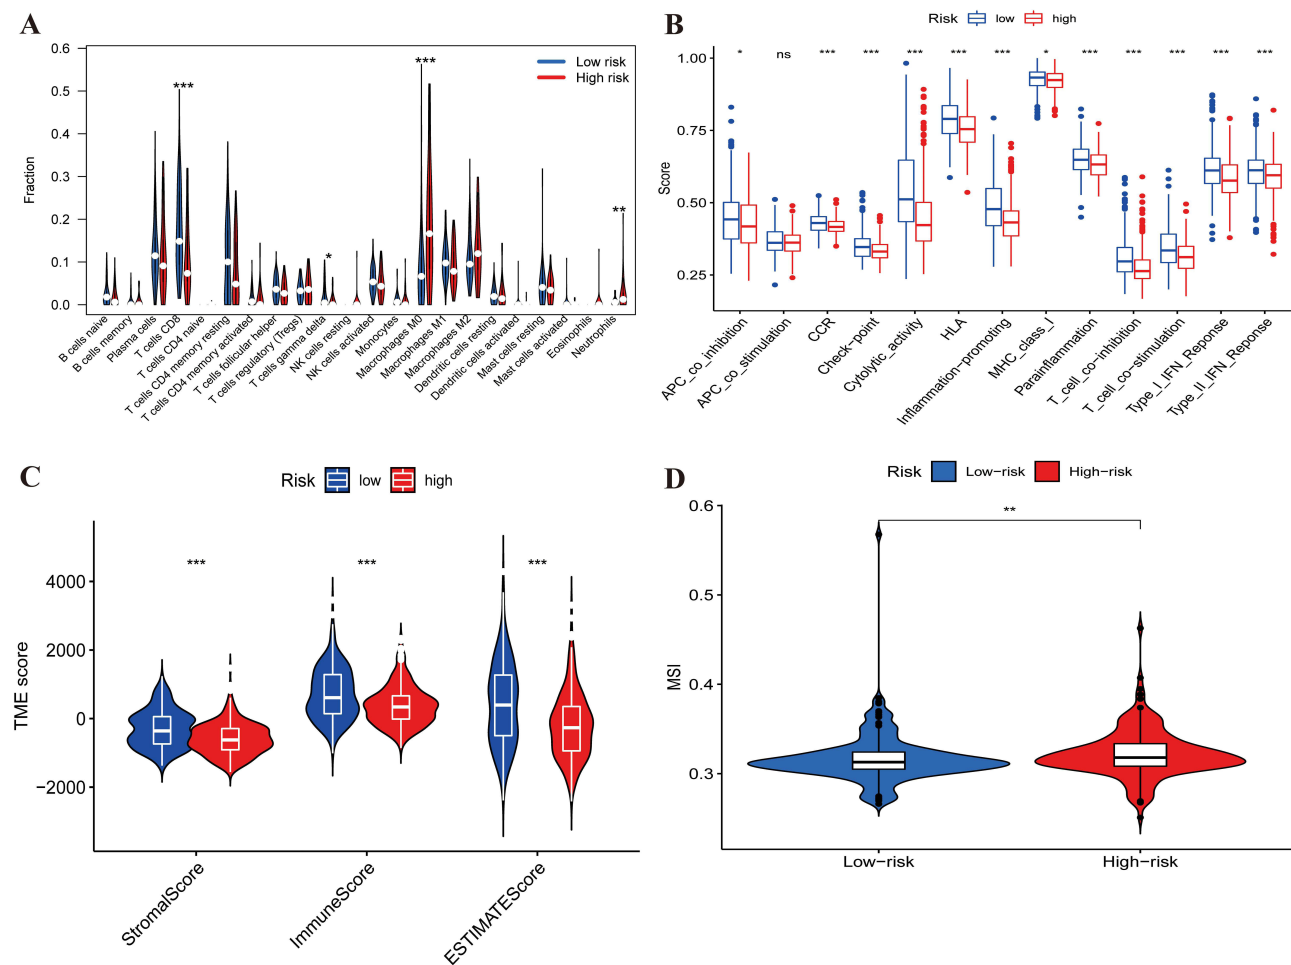 A
0.6
0.5
0.4
0.3
0.2
0.1
0.0
Fraction
Low risk
High risk
***
*
***
**
B cells naive
B cells memory
Plasma cells
T cells CD8
T cells CD4 naive
T cells CD4 memory resting
T cells CD4 memory activated
T cells follicular helper
T cells regulatory (Tregs)
T cells gamma delta
NK cells resting
NK cells activated
Monocytes
Macrophages M0
Macrophages M1
Macrophages M2
Dendritic cells resting
Dendritic cells activated
Mast cells resting
Mast cells activated
Eosinophils
Neutrophils
B
Risk low high
* ns *** *** *** *** *** * *** *** *** *** ***
1.00
0.75
0.50
0.25
Score
APC_co_inhibition
APC_co_stimulation
CCR
Check-point
Cytolytic_activity
HLA
Inflammation-promoting
MHC_class_I
Parainflammation
T_cell_co-inhibition
T_cell_co-stimulation
Type_I_IFN_Reponse
Type_II_IFN_Reponse
C
Risk low high
*** *** ***
4000
2000
0
−2000
TME score
StromalScore
ImmuneScore
ESTIMATEScore
D
Risk Low-risk High-risk
**
0.6
0.5
0.4
0.3
MSI
Low-risk
High-risk